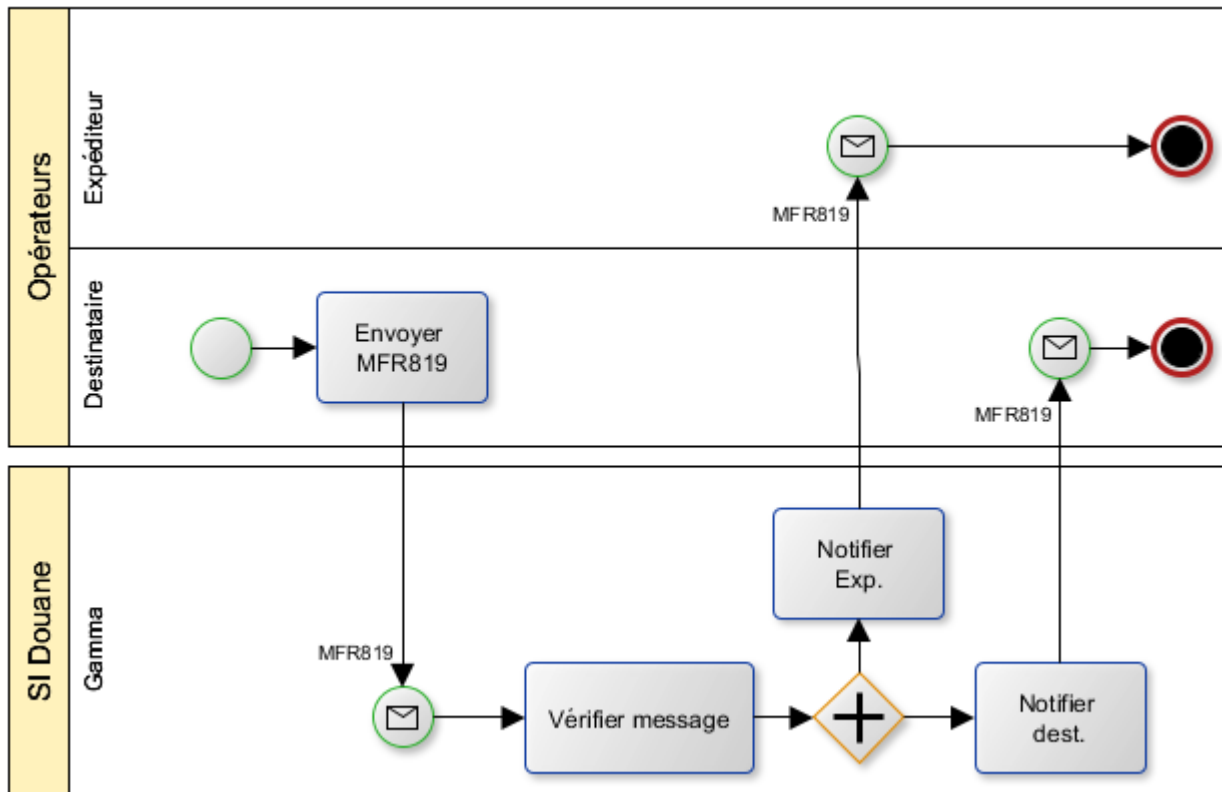 Opérateurs
Expéditeur
MFR819
Destinataire
Envoyer
MFR819
MFR819
SI Douane
Gamma
Notifier
Exp.
MFR819
Vérifier message
Notifier
dest.